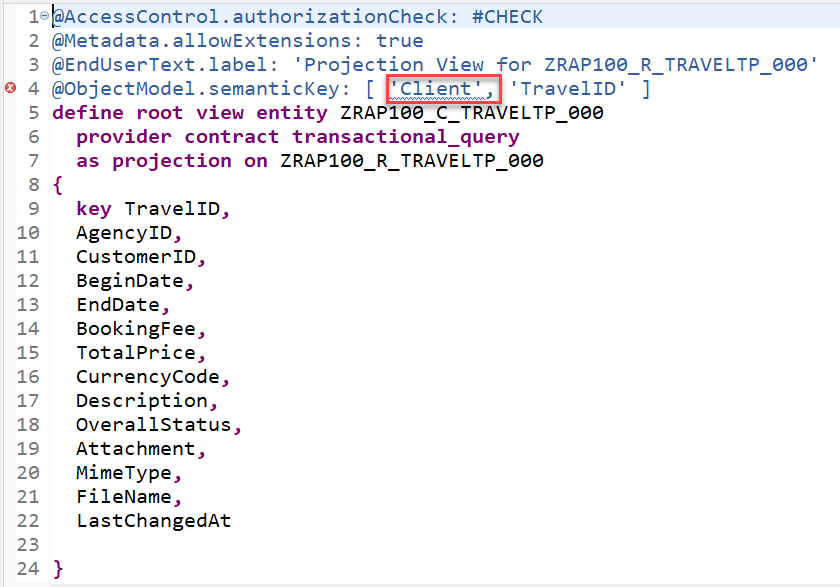 1 @AccessControl.authorizationCheck: #CHECK
2 @Metadata.allowExtensions: true
3 @EndUserText.label: 'Projection View for ZRAP100_R_TRAVELTP_000'
4 @ObjectModel.semanticKey: [ 'Client', 'TravelID' ]
5 define root view entity ZRAP100_C_TRAVELTP_000
6   provider contract transactional_query
7   as projection on ZRAP100_R_TRAVELTP_000
8 {
9   key TravelID,
10   AgencyID,
11   CustomerID,
12   BeginDate,
13   EndDate,
14   BookingFee,
15   TotalPrice,
16   CurrencyCode,
17   Description,
18   OverallStatus,
19   Attachment,
20   MimeType,
21   FileName,
22   LastChangedAt
23
24 }